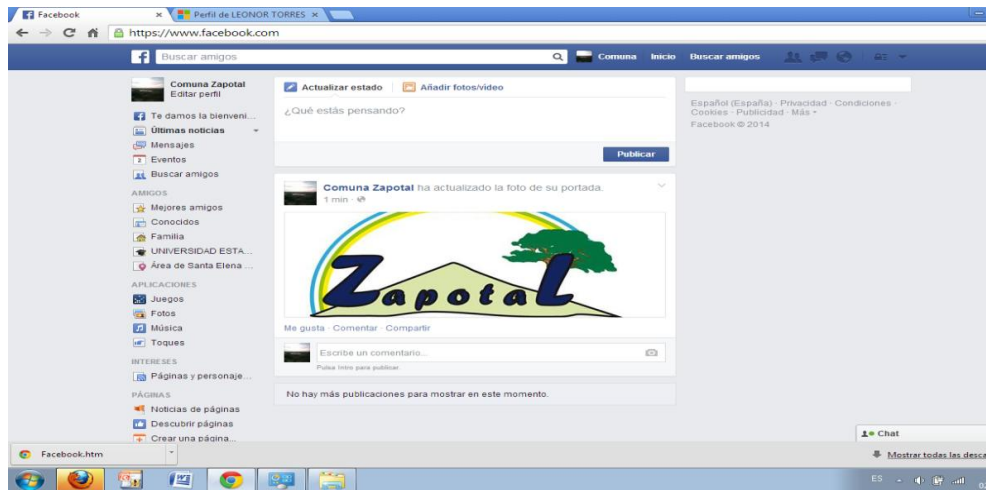 Facebook
Perfil de LEONOR TORRES
https://www.facebook.com
Buscar amigos
Comuna Inicio Buscar amigos
Comuna Zapotal
Editar perfil
Te damos la bienveni...
Últimas noticias
Mensajes
Eventos
Buscar amigos
AMIGOS
Mejores amigos
Conocidos
Familia
UNIVERSIDAD ESTA...
Área de Santa Elena ...
APLICACIONES
Juegos
Fotos
Música
Toques
INTERESES
Páginas y personaje...
PÁGINAS
Noticias de páginas
Descubrir páginas
Crear una página...
Actualizar estado Añadir fotos/vídeo
¿Qué estás pensando?
Publicar
Comuna Zapotal ha actualizado la foto de su portada.
1 min ·
Zapotal
Me gusta · Comentar · Compartir
Escribe un comentario...
Pulsa Intro para publicar
No hay más publicaciones para mostrar en este momento.
Español (España) · Privacidad · Condiciones ·
Cookies · Publicidad · Más
Facebook © 2014
Chat
Facebook.htm
Mostrar todas las desca
ES